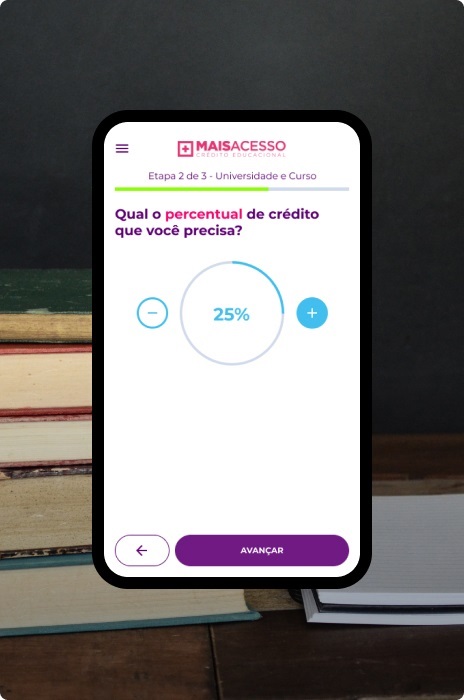 MAISACESSO
CRÉDITO EDUCACIONAL
Etapa 2 de 3 - Universidade e Curso
Qual o percentual de crédito
que você precisa?
25%
AVANÇAR